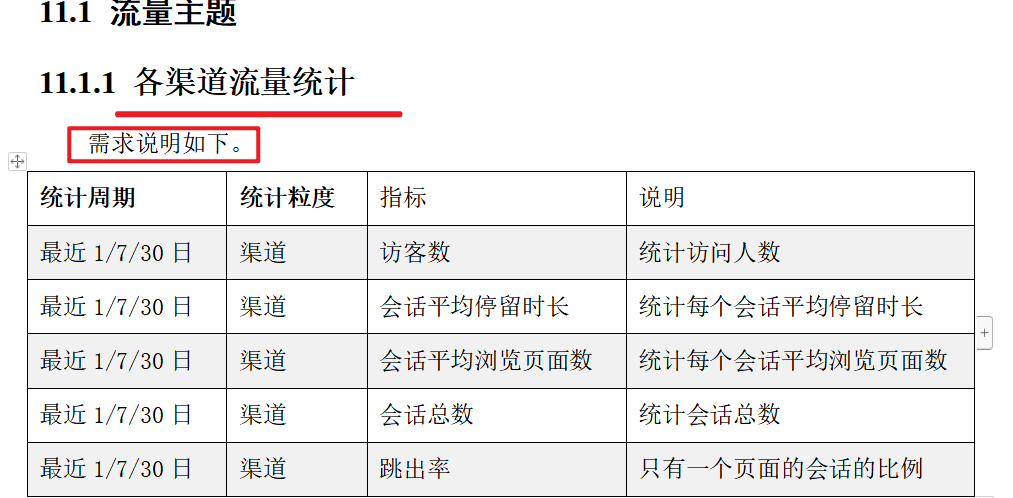 11.1 流量主题
11.1.1 各渠道流量统计
需求说明如下。
统计周期 统计粒度 指标 说明
最近 1/7/30 日 渠道 访客数 统计访问人数
最近 1/7/30 日 渠道 会话平均停留时长 统计每个会话平均停留时长
最近 1/7/30 日 渠道 会话平均浏览页面数 统计每个会话平均浏览页面数
最近 1/7/30 日 渠道 会话总数 统计会话总数
最近 1/7/30 日 渠道 跳出率 只有一个页面的会话的比例